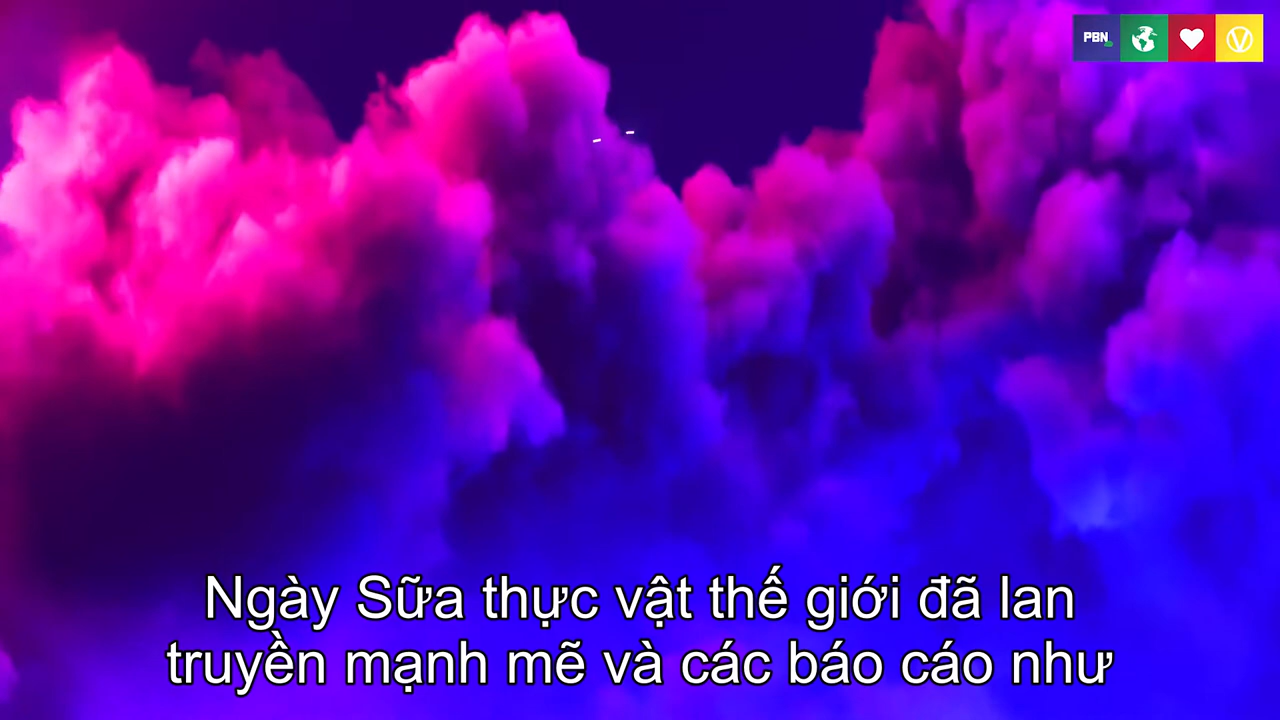 PBN
Ngày Sữa thực vật thế giới đã lan
truyền mạnh mẽ và các báo cáo như